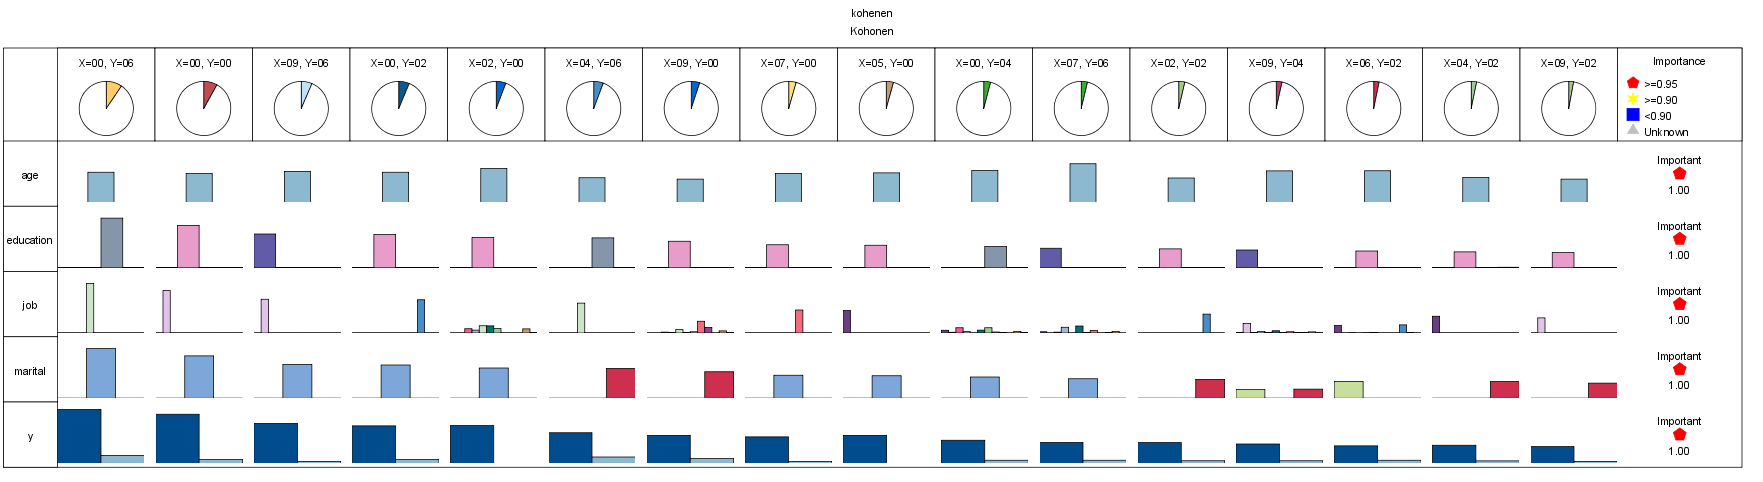 kohenen
Kohonen
X=00, Y=06 X=00, Y=00 X=09, Y=06 X=00, Y=02 X=02, Y=00 X=04, Y=06 X=09, Y=00 X=07, Y=00 X=05, Y=00 X=00, Y=04 X=07, Y=06 X=02, Y=02 X=09, Y=04 X=06, Y=02 X=04, Y=02 X=09, Y=02 Importance
>=0.95
>=0.90
<0.90
Unknown
age Important
1.00
education Important
1.00
job Important
1.00
marital Important
1.00
y Important
1.00